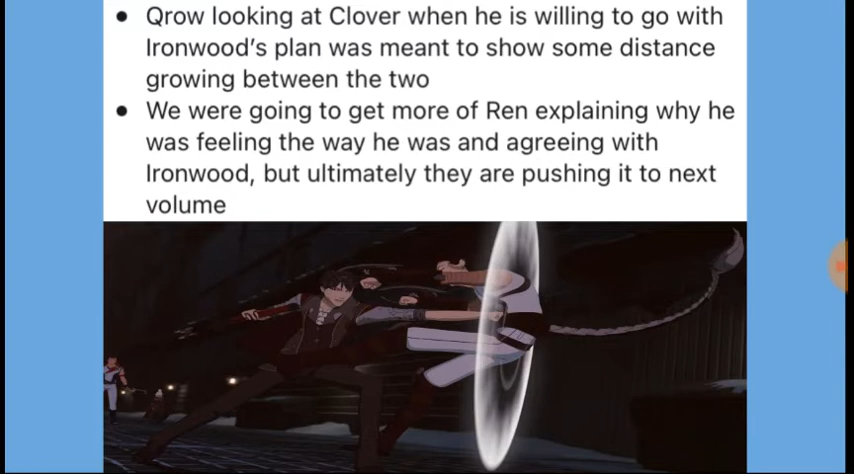 • Qrow looking at Clover when he is willing to go with
Ironwood's plan was meant to show some distance
growing between the two
• We were going to get more of Ren explaining why he
was feeling the way he was and agreeing with
Ironwood, but ultimately they are pushing it to next
volume